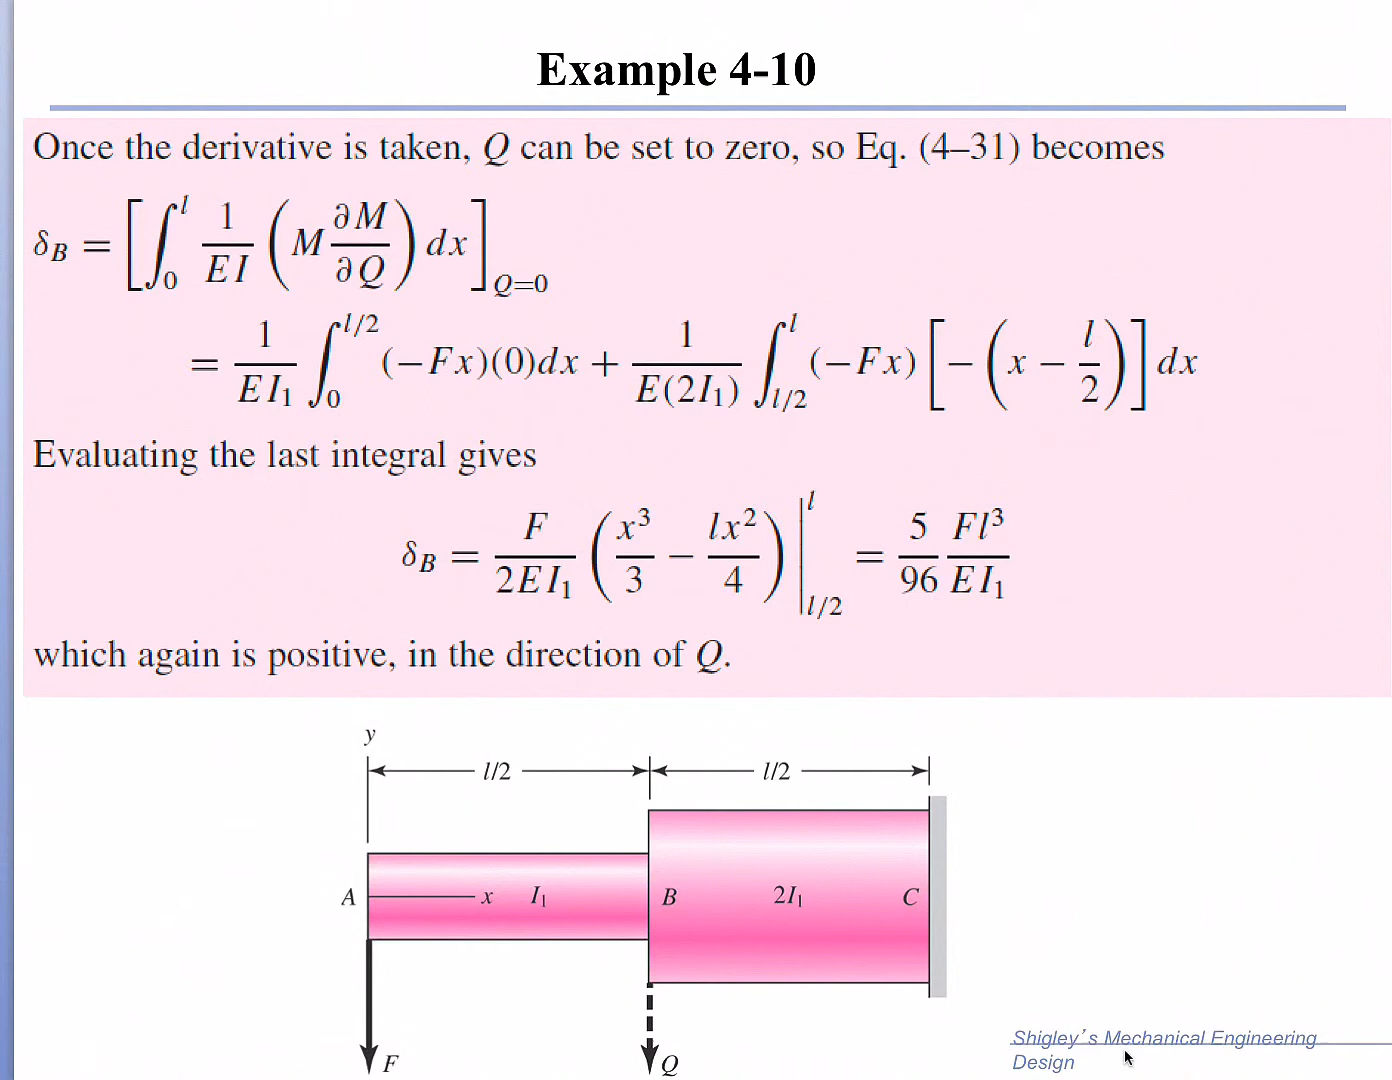 Example 4-10
Once the derivative is taken, Q can be set to zero, so Eq. (4–31) becomes
δ_B = [∫_0^l 1/EI (M ∂M/∂Q) dx]_{Q=0}
= 1/EI₁ ∫_0^{l/2} (−Fx)(0)dx + 1/E(2I₁) ∫_{l/2}^l (−Fx)[−(x − l/2)]dx
Evaluating the last integral gives
δ_B = F/2EI₁ (x³/3 − lx²/4)|_{l/2}^l = 5/96 Fl³/EI₁
which again is positive, in the direction of Q.
y
l/2 l/2
A x I₁ B 2I₁ C
F Q
Shigley's Mechanical Engineering
Design